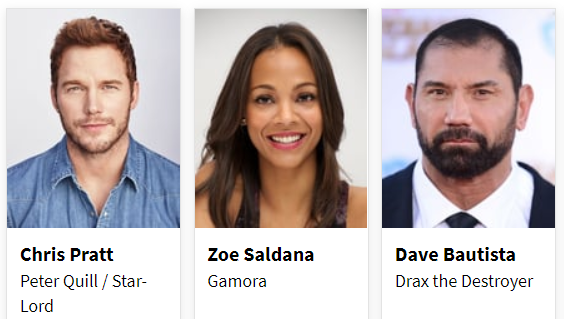 Chris Pratt
Peter Quill / Star-
Lord
Zoe Saldana
Gamora
Dave Bautista
Drax the Destroyer